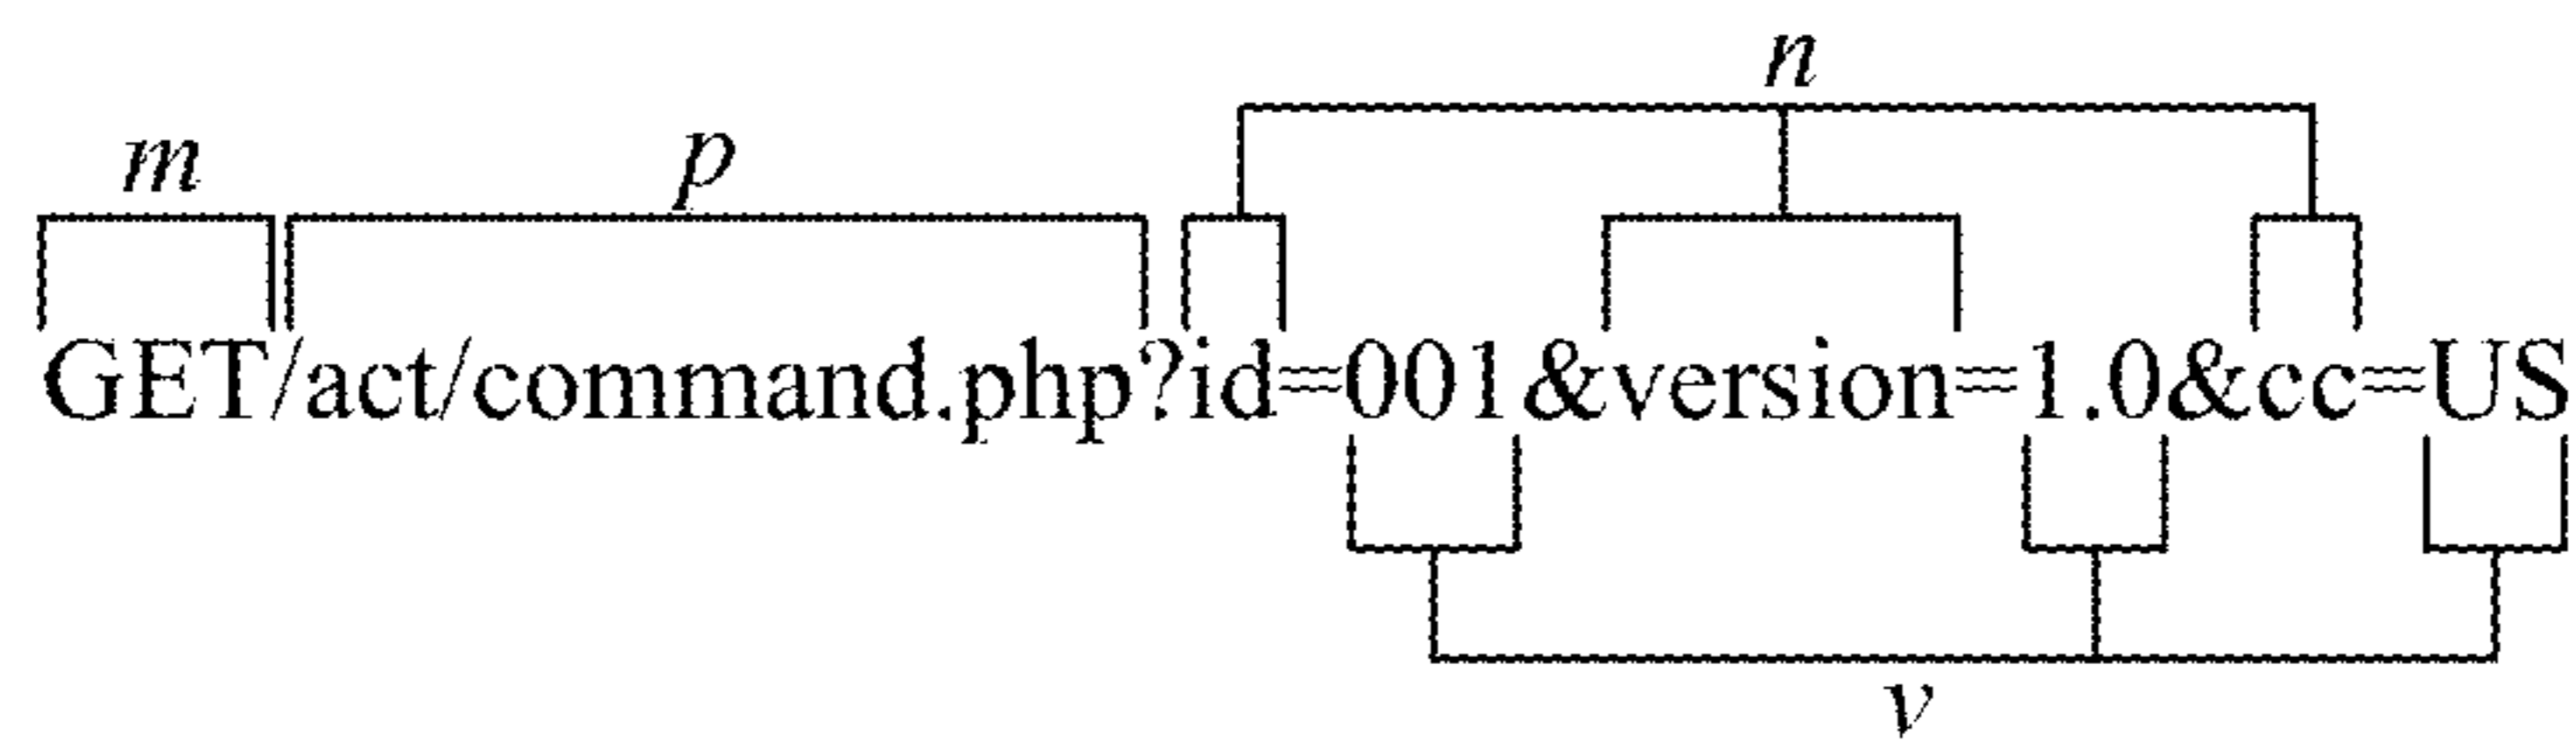 n
m p
GET/act/command.php?id=001&version=1.0&cc=US
v